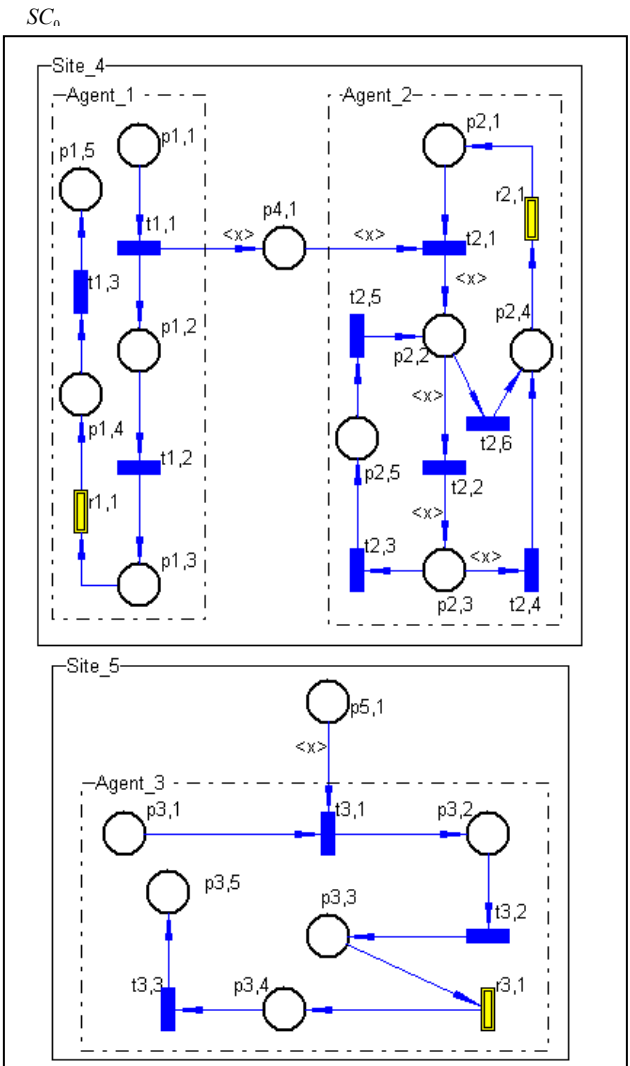 SC₀
Site_4
Agent_1
Agent_2
p1,1
p2,1
p1,5
r2,1
p4,1
t1,1
<x>
<x>
t2,1
<x>
t1,3
t2,5
p2,4
p1,2
p2,2
<x>
p1,4
t2,6
t1,2
p2,5
t2,2
r1,1
<x>
t2,3
<x>
p1,3
p2,3
t2,4
Site_5
p5,1
<x>
Agent_3
p3,1
t3,1
p3,2
p3,5
p3,3
t3,2
t3,3
p3,4
r3,1